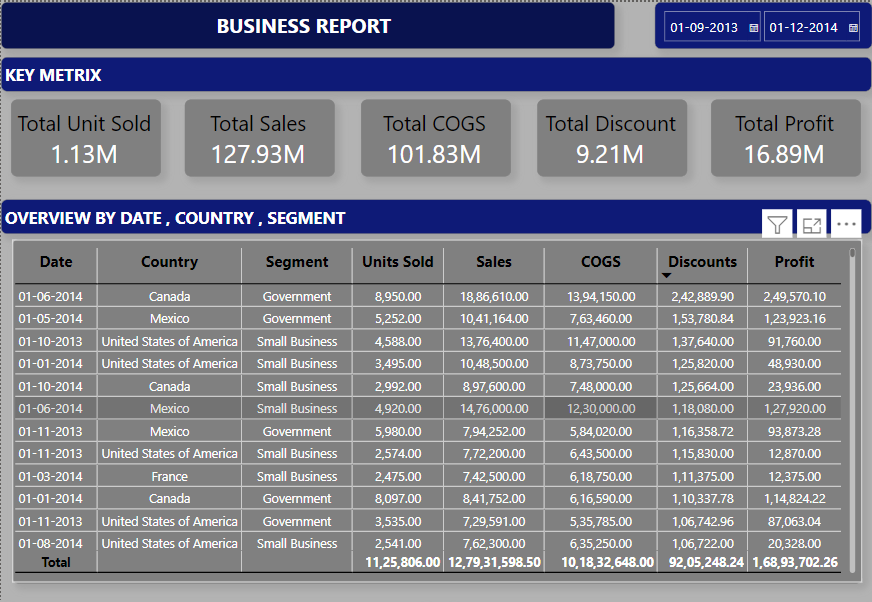 BUSINESS REPORT
01-09-2013 01-12-2014
KEY METRIX
Total Unit Sold Total Sales Total COGS Total Discount Total Profit
1.13M 127.93M 101.83M 9.21M 16.89M
OVERVIEW BY DATE , COUNTRY , SEGMENT
Date Country Segment Units Sold Sales COGS Discounts Profit
01-06-2014 Canada Government 8,950.00 18,86,610.00 13,94,150.00 2,42,889.90 2,49,570.10
01-05-2014 Mexico Government 5,252.00 10,41,164.00 7,63,460.00 1,53,780.84 1,23,923.16
01-10-2013 United States of America Small Business 4,588.00 13,76,400.00 11,47,000.00 1,37,640.00 91,760.00
01-01-2014 United States of America Small Business 3,495.00 10,48,500.00 8,73,750.00 1,25,820.00 48,930.00
01-10-2014 Canada Small Business 2,992.00 8,97,600.00 7,48,000.00 1,25,664.00 23,936.00
01-06-2014 Mexico Small Business 4,920.00 14,76,000.00 12,30,000.00 1,18,080.00 1,27,920.00
01-11-2013 Mexico Government 5,980.00 7,94,252.00 5,84,020.00 1,16,358.72 93,873.28
01-11-2013 United States of America Small Business 2,574.00 7,72,200.00 6,43,500.00 1,15,830.00 12,870.00
01-03-2014 France Small Business 2,475.00 7,42,500.00 6,18,750.00 1,11,375.00 12,375.00
01-01-2014 Canada Government 8,097.00 8,41,752.00 6,16,590.00 1,10,337.78 1,14,824.22
01-11-2013 United States of America Government 3,535.00 7,29,591.00 5,35,785.00 1,06,742.96 87,063.04
01-08-2014 United States of America Small Business 2,541.00 7,62,300.00 6,35,250.00 1,06,722.00 20,328.00
Total 11,25,806.00 12,79,31,598.50 10,18,32,648.00 92,05,248.24 1,68,93,702.26